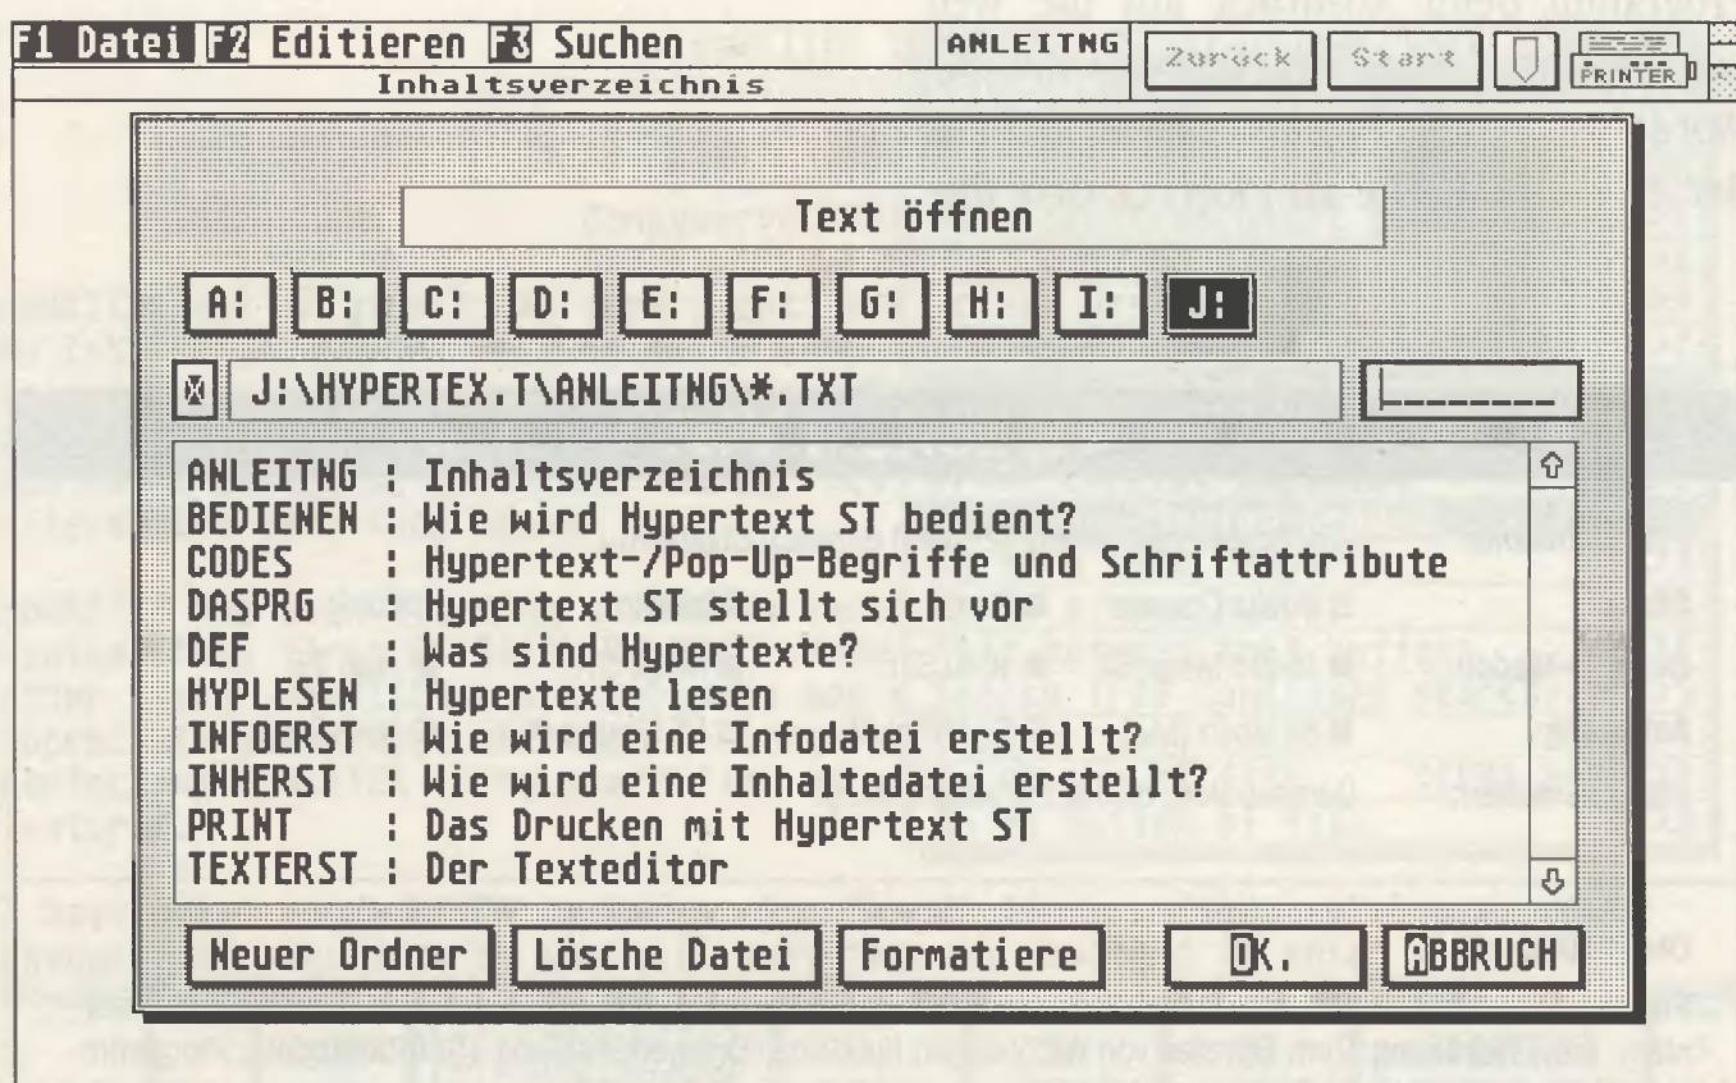 F1 Datei F2 Editieren F3 Suchen
ANLEITNG
Zurück
Start
PRINTER
Inhaltsverzeichnis
Text öffnen
A: B: C: D: E: F: G: H: I: J:
J:\HYPERTEX.T\ANLEITNG\*.TXT
ANLEITNG : Inhaltsverzeichnis
BEDIENEN : Wie wird Hypertext ST bedient?
CODES : Hypertext-/Pop-Up-Begriffe und Schriftattribute
DASPRG : Hypertext ST stellt sich vor
DEF : Was sind Hypertexte?
HYPLESEN : Hypertexte lesen
INFOERST : Wie wird eine Infodatei erstellt?
INHERST : Wie wird eine Inhaltedatei erstellt?
PRINT : Das Drucken mit Hypertext ST
TEXTERST : Der Texteditor
Neuer Ordner
Lösche Datei
Formatiere
OK.
ABBRUCH